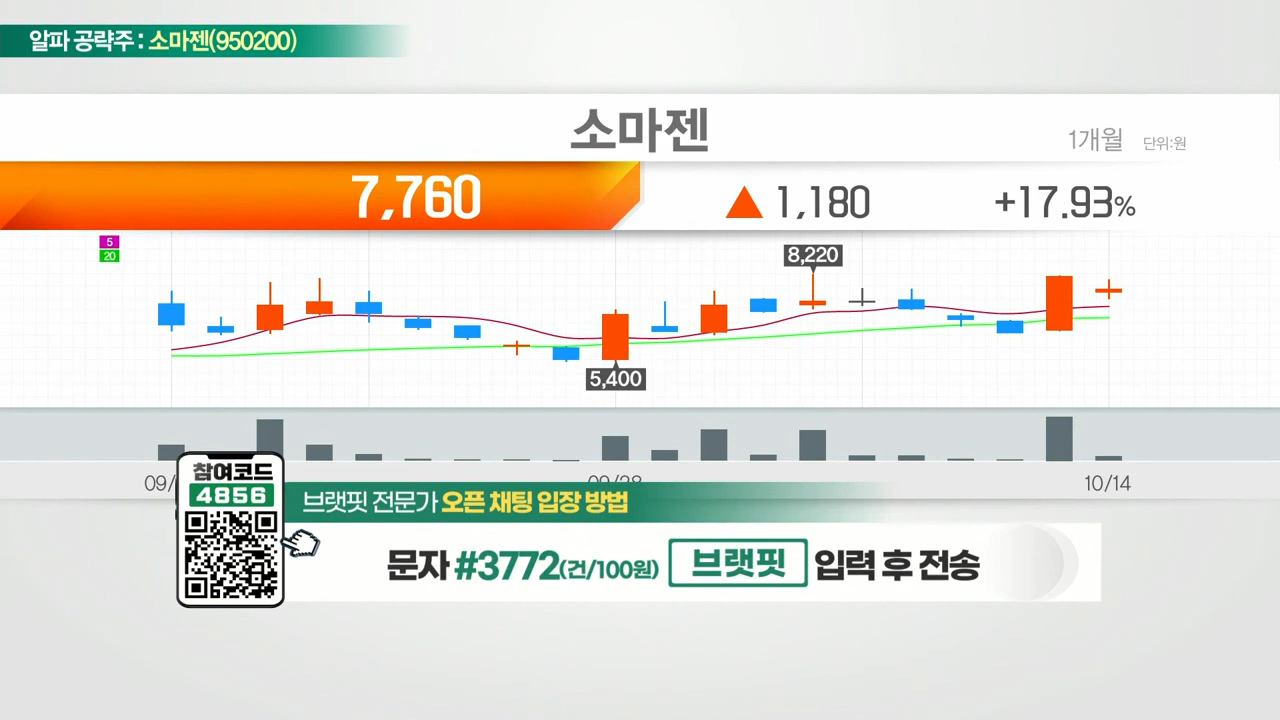 알파 공략주 : 소마젠(950200)
소마젠
1개월 단위:원
7,760 ▲ 1,180 +17.93%
5
20
8,220
5,400
09/
10/14
참여코드
4856
브랫핏 전문가 오픈 채팅 입장 방법
문자 #3772(건/100원) 브랫핏 입력 후 전송